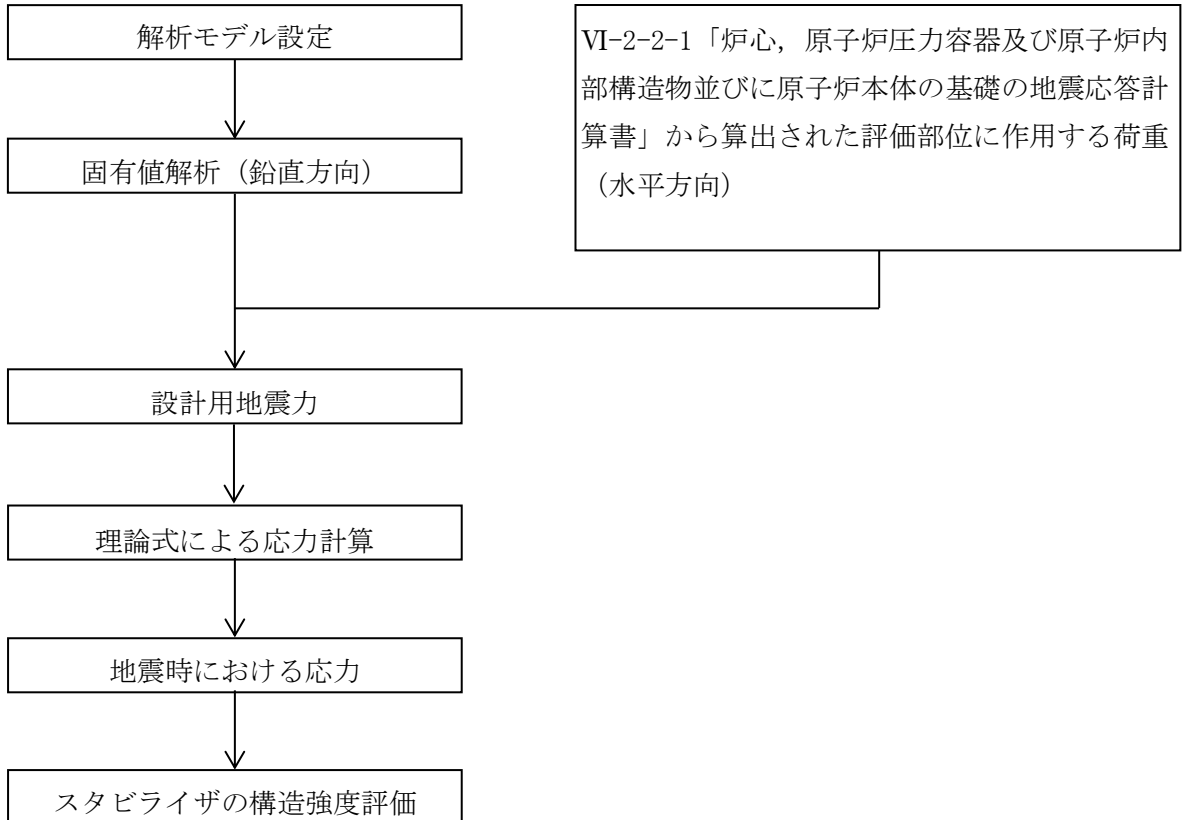 解析モデル設定
固有値解析（鉛直方向）
Ⅵ-2-2-1「炉心，原子炉圧力容器及び原子炉内
部構造物並びに原子炉本体の基礎の地震応答計
算書」から算出された評価部位に作用する荷重
（水平方向）
設計用地震力
理論式による応力計算
地震時における応力
スタビライザの構造強度評価